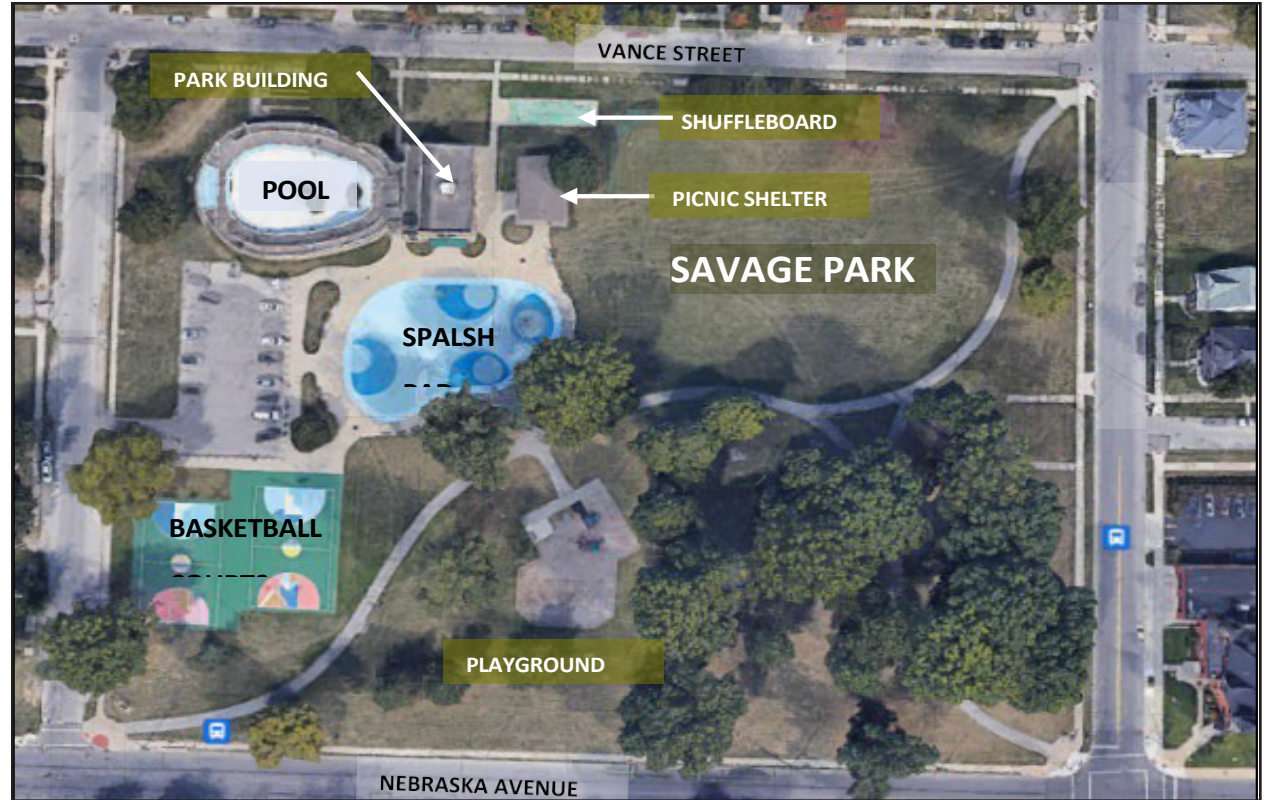 VANCE STREET
PARK BUILDING
SHUFFLEBOARD
POOL
PICNIC SHELTER
SAVAGE PARK
SPALSH
BASKETBALL
PLAYGROUND
NEBRASKA AVENUE